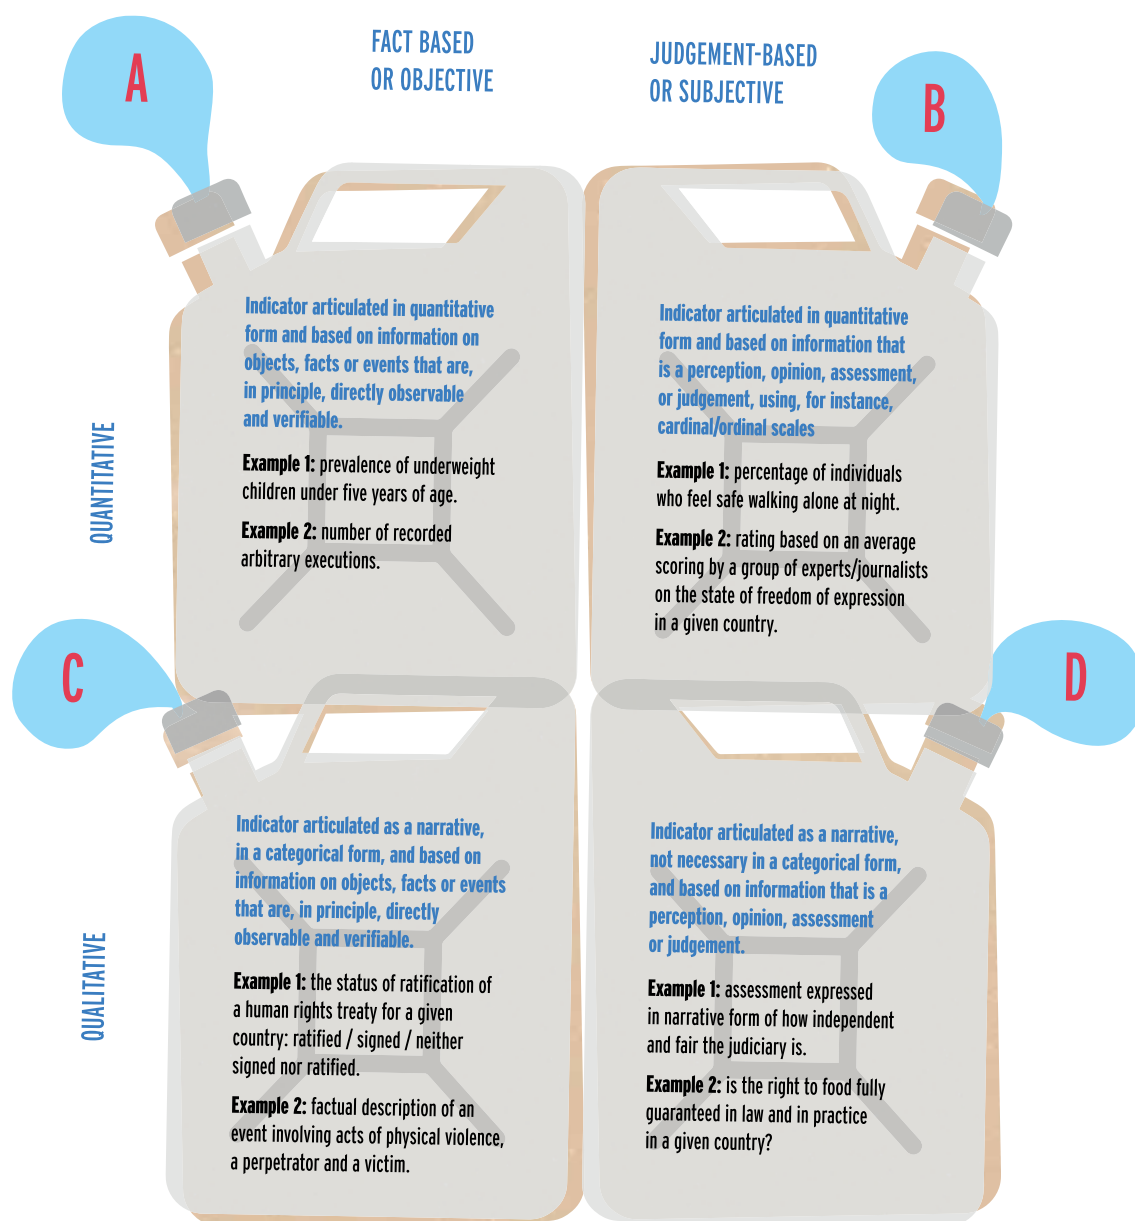 FACT BASED
OR OBJECTIVE
JUDGEMENT-BASED
OR SUBJECTIVE
QUANTITATIVE
A
Indicator articulated in quantitative
form and based on information on
objects, facts or events that are,
in principle, directly observable
and verifiable.
Example 1: prevalence of underweight
children under five years of age.
Example 2: number of recorded
arbitrary executions.
B
Indicator articulated in quantitative
form and based on information that
is a perception, opinion, assessment,
or judgement, using, for instance,
cardinal/ordinal scales
Example 1: percentage of individuals
who feel safe walking alone at night.
Example 2: rating based on an average
scoring by a group of experts/journalists
on the state of freedom of expression
in a given country.
QUALITATIVE
C
Indicator articulated as a narrative,
in a categorical form, and based on
information on objects, facts or events
that are, in principle, directly
observable and verifiable.
Example 1: the status of ratification of
a human rights treaty for a given
country: ratified / signed / neither
signed nor ratified.
Example 2: factual description of an
event involving acts of physical violence,
a perpetrator and a victim.
D
Indicator articulated as a narrative,
not necessary in a categorical form,
and based on information that is a
perception, opinion, assessment
or judgement.
Example 1: assessment expressed
in narrative form of how independent
and fair the judiciary is.
Example 2: is the right to food fully
guaranteed in law and in practice
in a given country?